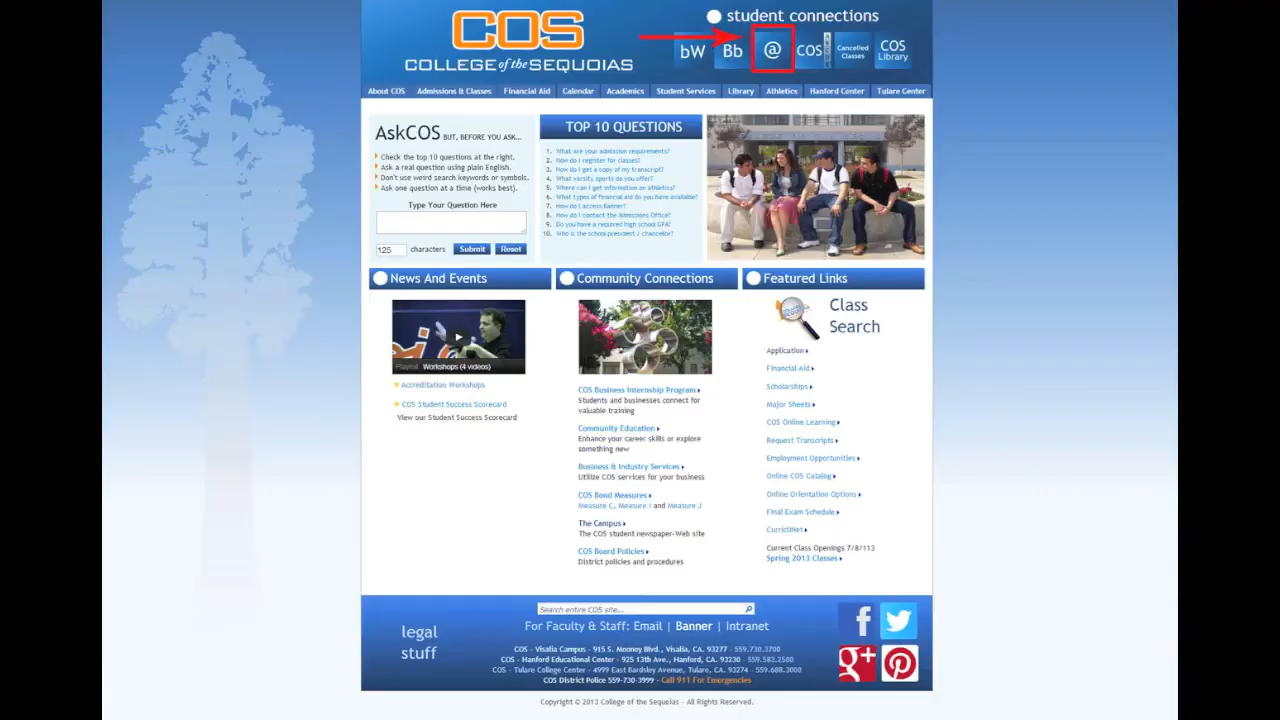 COS
COLLEGE of the SEQUOIAS
student connections
bW
Bb
@
COS
Cancelled
Classes
COS
Library
About COS
Admissions & Classes
Financial Aid
Calendar
Academics
Student Services
Library
Athletics
Hanford Center
Tulare Center
AskCOS BUT, BEFORE YOU ASK...
Check the top 10 questions at the right.
Ask a real question using plain English.
Don't use weird search keywords or symbols.
Ask one question at a time (works best).
Type Your Question Here
125 characters
Submit
Reset
TOP 10 QUESTIONS
1. What are your admission requirements?
2. How do I register for classes?
3. How do I get a copy of my transcript?
4. What varsity sports do you offer?
5. Where can I get information on athletics?
6. What types of financial aid do you have available?
7. How do I access Banner?
8. How do I contact the Admissions Office?
9. Do you have a required high school GPA?
10. Who is the school president / chancellor?
News And Events
Playlist Workshops (4 videos)
Accreditation Workshops
COS Student Success Scorecard
View our Student Success Scorecard
Community Connections
COS Business Internship Program
Students and businesses connect for
valuable training
Community Education
Enhance your career skills or explore
something new
Business & Industry Services
Utilize COS services for your business
COS Bond Measures
Measure C, Measure I and Measure J
The Campus
The COS student newspaper-Web site
COS Board Policies
District policies and procedures
Featured Links
Class
Search
Application
Financial Aid
Scholarships
Major Sheets
COS Online Learning
Request Transcripts
Employment Opportunities
Online COS Catalog
Online Orientation Options
Final Exam Schedule
CurricUNet
Current Class Openings 7/8/113
Spring 2013 Classes
legal
stuff
Search entire COS site...
For Faculty & Staff: Email | Banner | Intranet
COS - Visalia Campus - 915 S. Mooney Blvd., Visalia, CA. 93277 - 559.730.3700
COS - Hanford Educational Center - 925 13th Ave., Hanford, CA. 93230 - 559.583.2500
COS - Tulare College Center - 4999 East Bardsley Avenue, Tulare, CA. 93274 - 559.688.3000
COS District Police 559-730-3999 - Call 911 For Emergencies
f
g+
Copyright © 2013 College of the Sequoias - All Rights Reserved.